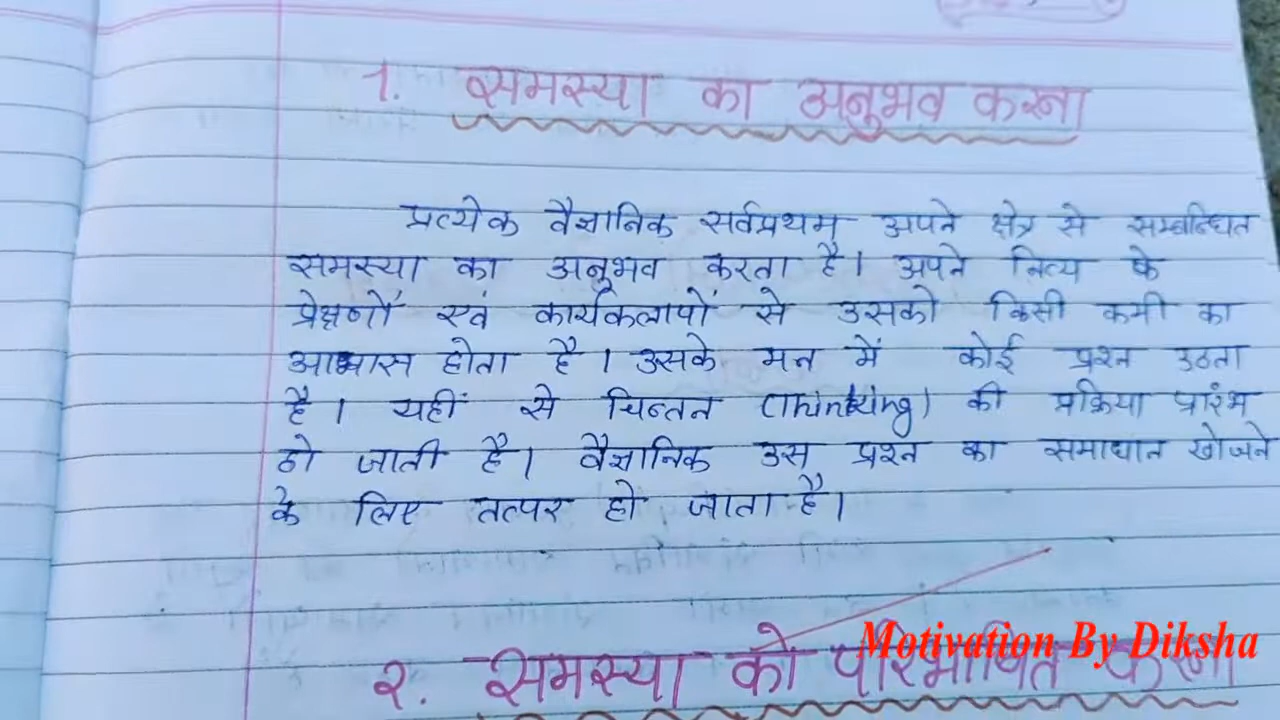 1. समस्या का अनुभव करना
प्रत्येक वैज्ञानिक सर्वप्रथम अपने क्षेत्र से सम्बन्धित
समस्या का अनुभव करता है। अपने नित्य के
प्रेक्षणों एवं कार्यकलापों से उसको किसी कमी का
आभास होता है। उसके मन में कोई प्रश्न उठता
है। यहीं से चिन्तन (Thinking) की प्रक्रिया प्रारंभ
हो जाती है। वैज्ञानिक उस प्रश्न का समाधान खोजने
के लिए तत्पर हो जाता है।
२. समस्या को परिभाषित करना
Motivation By Diksha